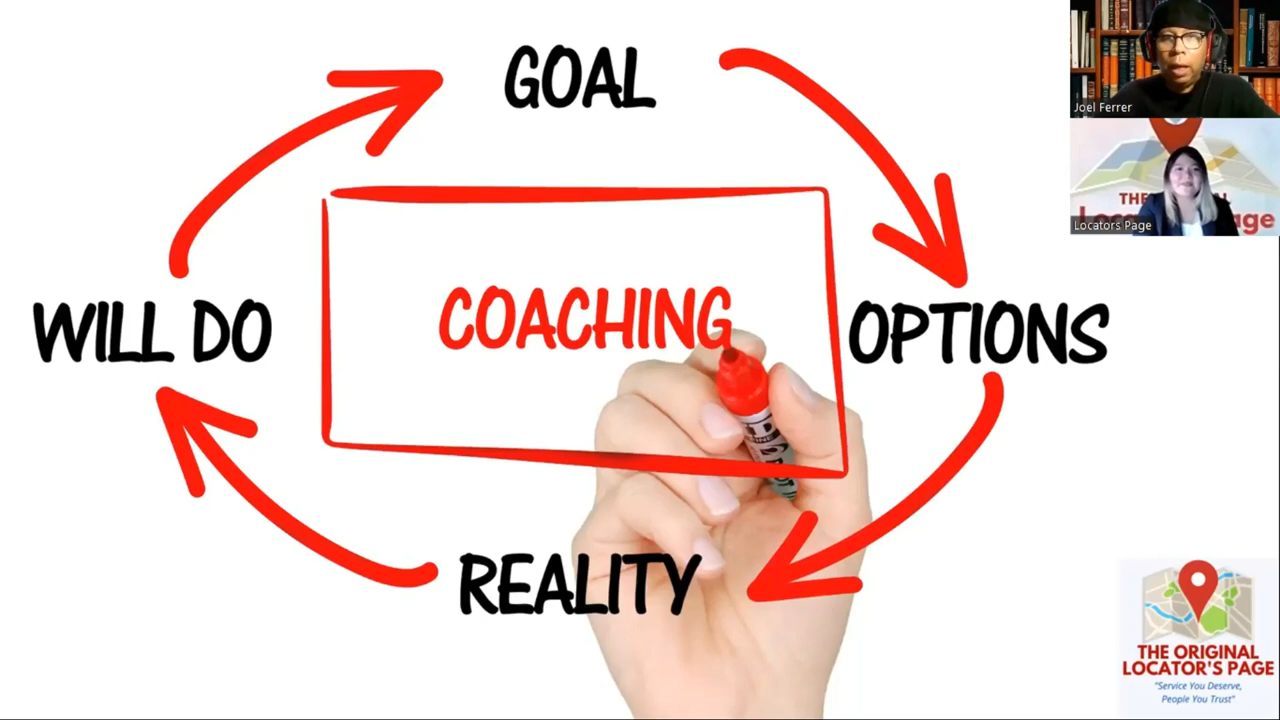 GOAL
WILL DO
COACHING
OPTIONS
REALITY
Joel Ferrer
THE
Locators Page
THE ORIGINAL
LOCATOR'S PAGE
"Service You Deserve,
People You Trust"